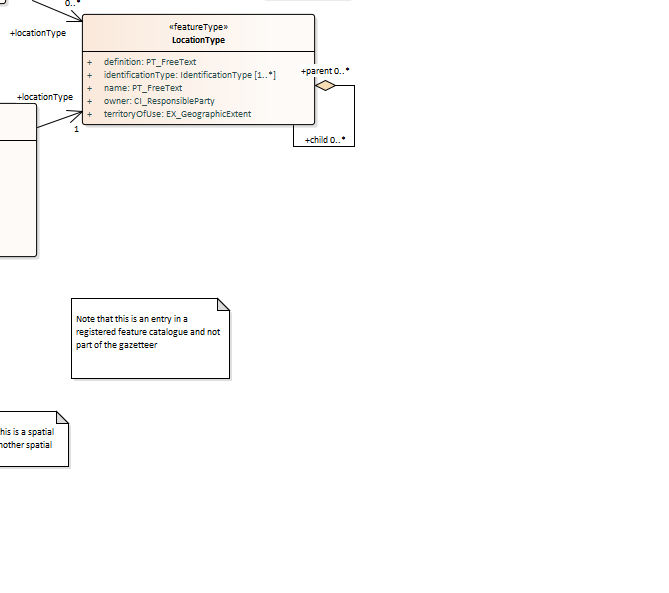 0..*
+locationType
«featureType»
LocationType
+ definition: PT_FreeText
+ identificationType: IdentificationType [1..*]
+ name: PT_FreeText
+ owner: CI_ResponsibleParty
+ territoryOfUse: EX_GeographicExtent
+parent 0..*
+child 0..*
+locationType
1
Note that this is an entry in a
registered feature catalogue and not
part of the gazetteer
his is a spatial
nother spatial